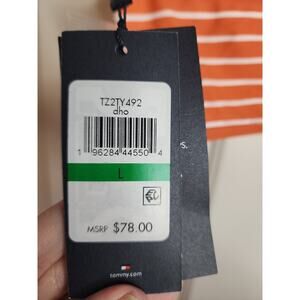 TZ2TY492
dho
1 96284 44550 4
L
MSRP $78.00
tommy.com
s.